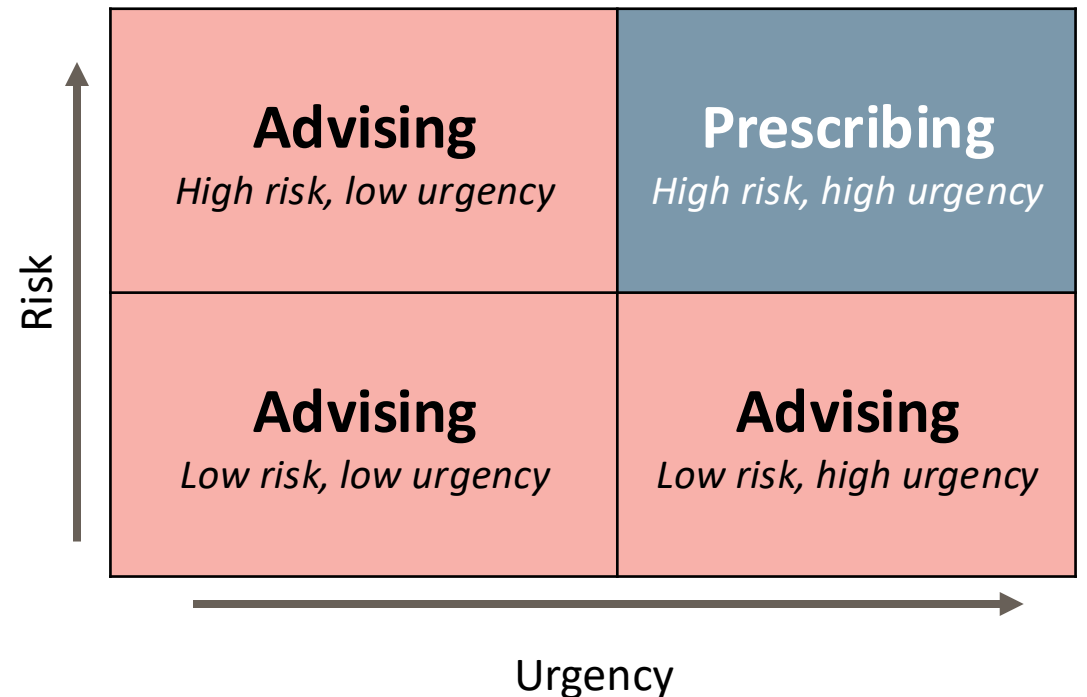 Advising
High risk, low urgency
Prescribing
High risk, high urgency
Risk
Advising
Low risk, low urgency
Advising
Low risk, high urgency
Urgency